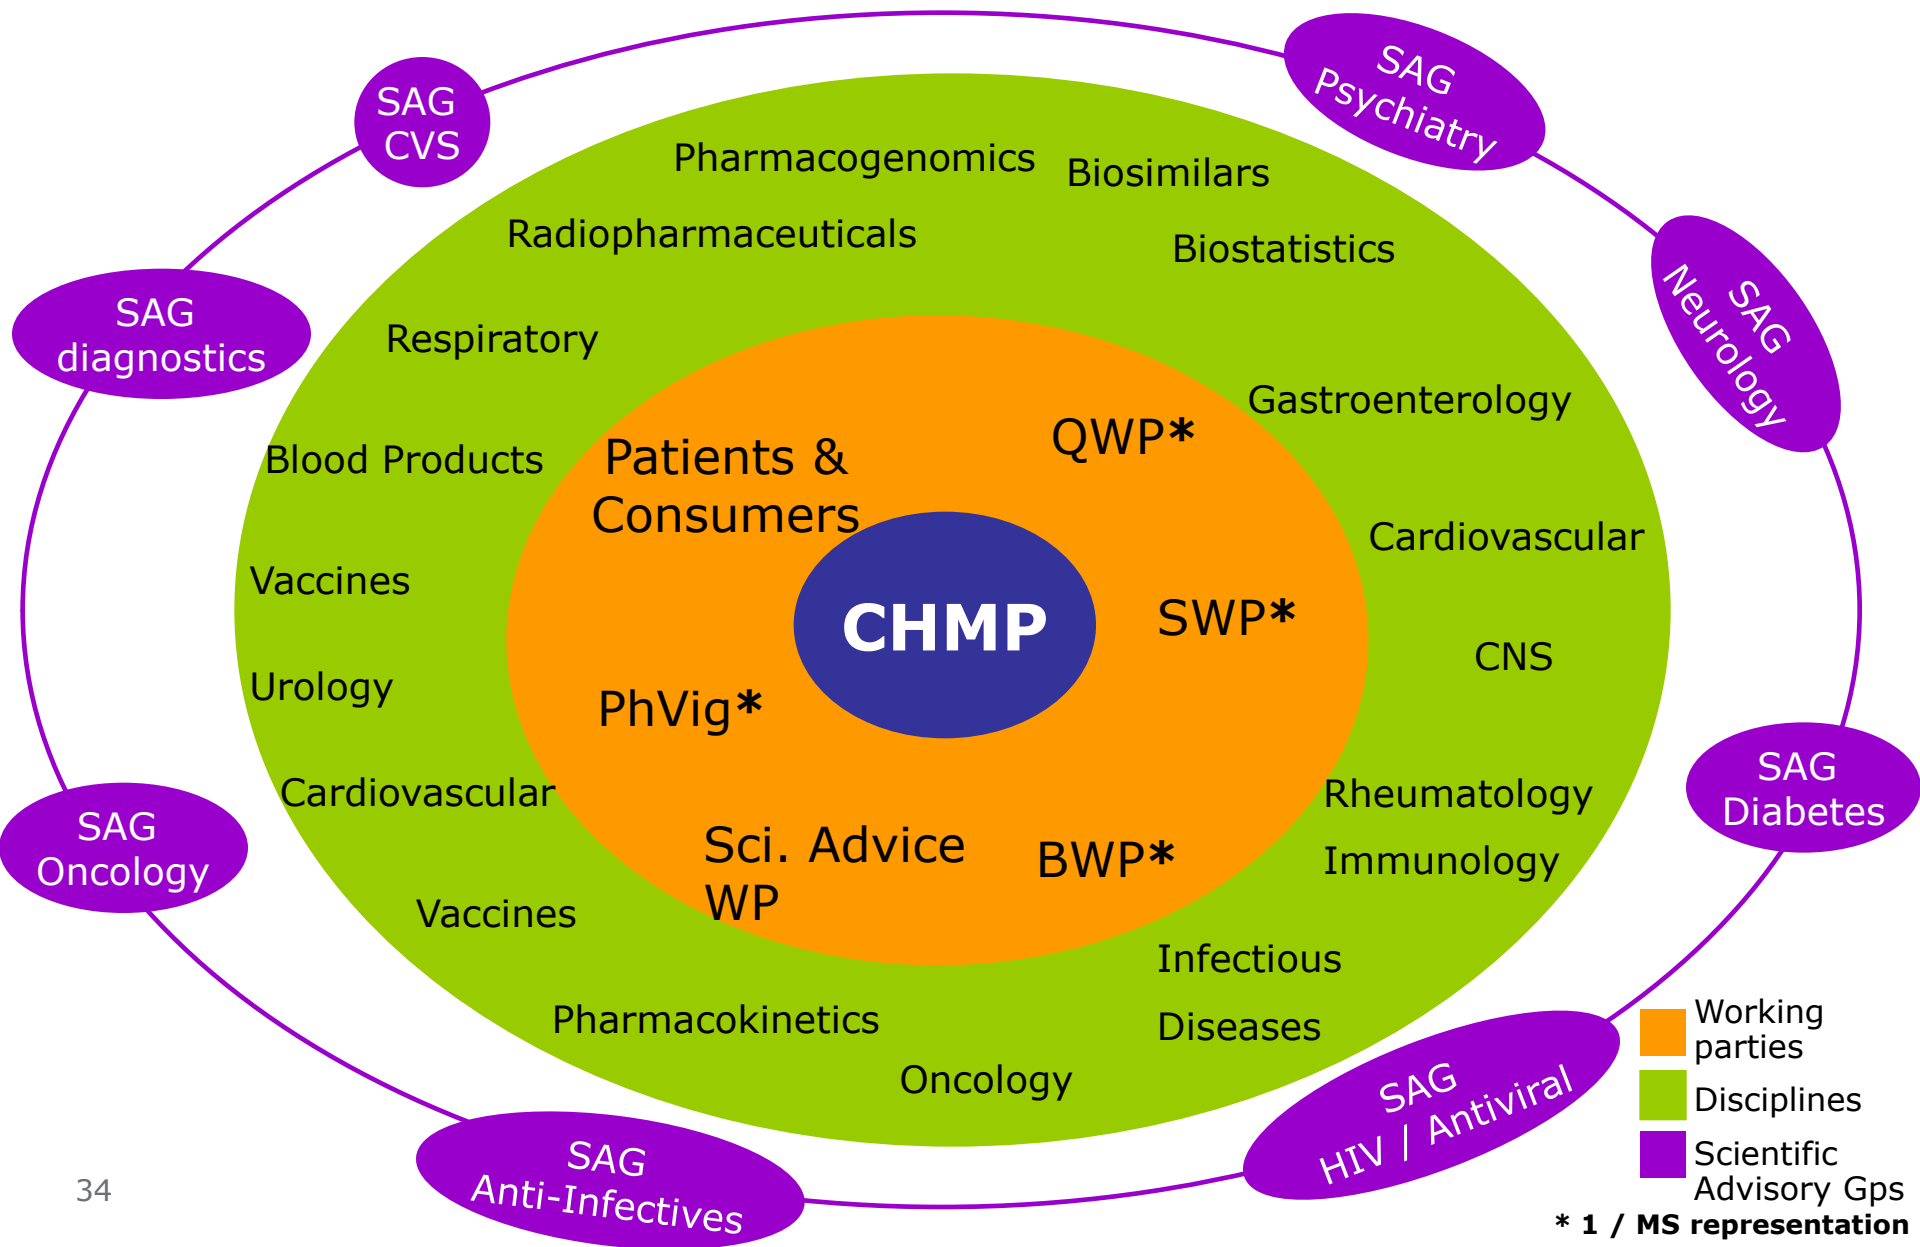 SAG
CVS
SAG
Psychiatry
Pharmacogenomics
Biosimilars
Radiopharmaceuticals
Biostatistics
SAG
diagnostics
SAG
Neurology
Respiratory
Gastroenterology
Blood Products
Patients &
Consumers
QWP*
Cardiovascular
Vaccines
CHMP
SWP*
CNS
Urology
PhVig*
Cardiovascular
Rheumatology
SAG
Diabetes
SAG
Oncology
Sci. Advice
WP
BWP*
Immunology
Vaccines
Infectious
Diseases
Pharmacokinetics
Oncology
SAG
HIV / Antiviral
SAG
Anti-Infectives
Working
parties
Disciplines
Scientific
Advisory Gps
* 1 / MS representation
34